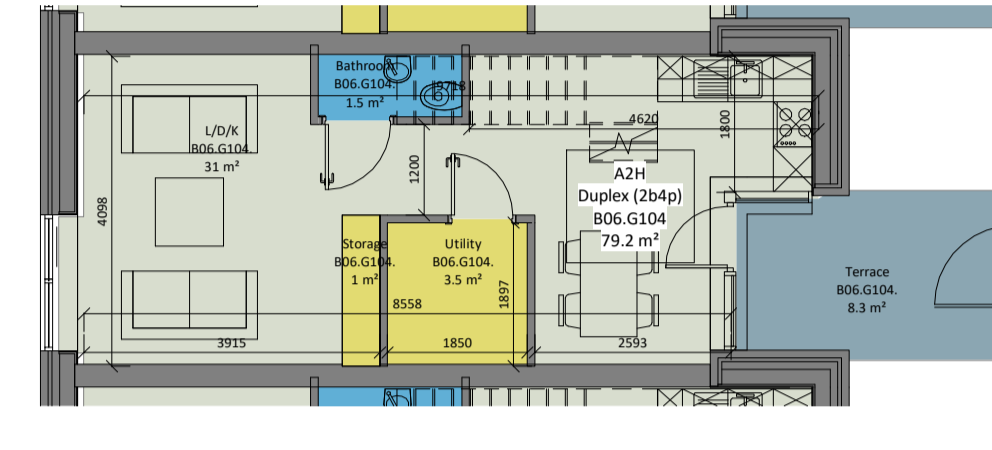 Bathroom
B06.G104.
1.5 m²
9718
4620
1800
L/D/K
B06.G104.
31 m²
1200
4098
A2H
Duplex (2b4p)
B06.G104
79.2 m²
Storage
B06.G104.
1 m²
Utility
B06.G104.
3.5 m²
1897
8558
Terrace
B06.G104.
8.3 m²
3915
1850
2593